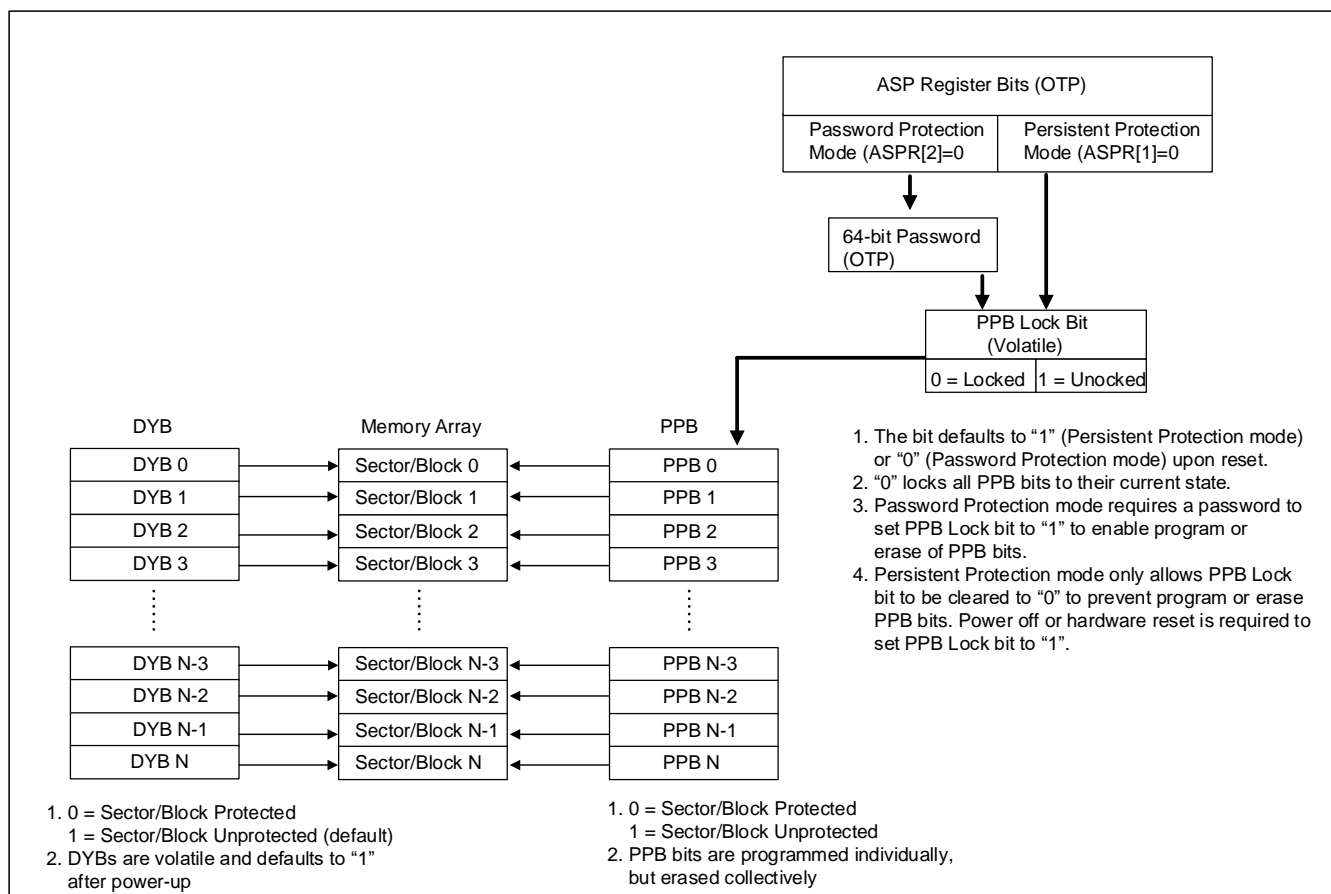 ASP Register Bits (OTP)
Password Protection
Mode (ASPR[2]=0
Persistent Protection
Mode (ASPR[1]=0
64-bit Password
(OTP)
PPB Lock Bit
(Volatile)
0 = Locked
1 = Unocked
1. The bit defaults to “1” (Persistent Protection mode)
or “0” (Password Protection mode) upon reset.
2. “0” locks all PPB bits to their current state.
3. Password Protection mode requires a password to
set PPB Lock bit to “1” to enable program or
erase of PPB bits.
4. Persistent Protection mode only allows PPB Lock
bit to be cleared to “0” to prevent program or erase
PPB bits. Power off or hardware reset is required to
set PPB Lock bit to “1”.
DYB
Memory Array
PPB
DYB 0
Sector/Block 0
PPB 0
DYB 1
Sector/Block 1
PPB 1
DYB 2
Sector/Block 2
PPB 2
DYB 3
Sector/Block 3
PPB 3
DYB N-3
Sector/Block N-3
PPB N-3
DYB N-2
Sector/Block N-2
PPB N-2
DYB N-1
Sector/Block N-1
PPB N-1
DYB N
Sector/Block N
PPB N
1. 0 = Sector/Block Protected
1 = Sector/Block Unprotected (default)
2. DYBs are volatile and defaults to “1”
after power-up
1. 0 = Sector/Block Protected
1 = Sector/Block Unprotected
2. PPB bits are programmed individually,
but erased collectively